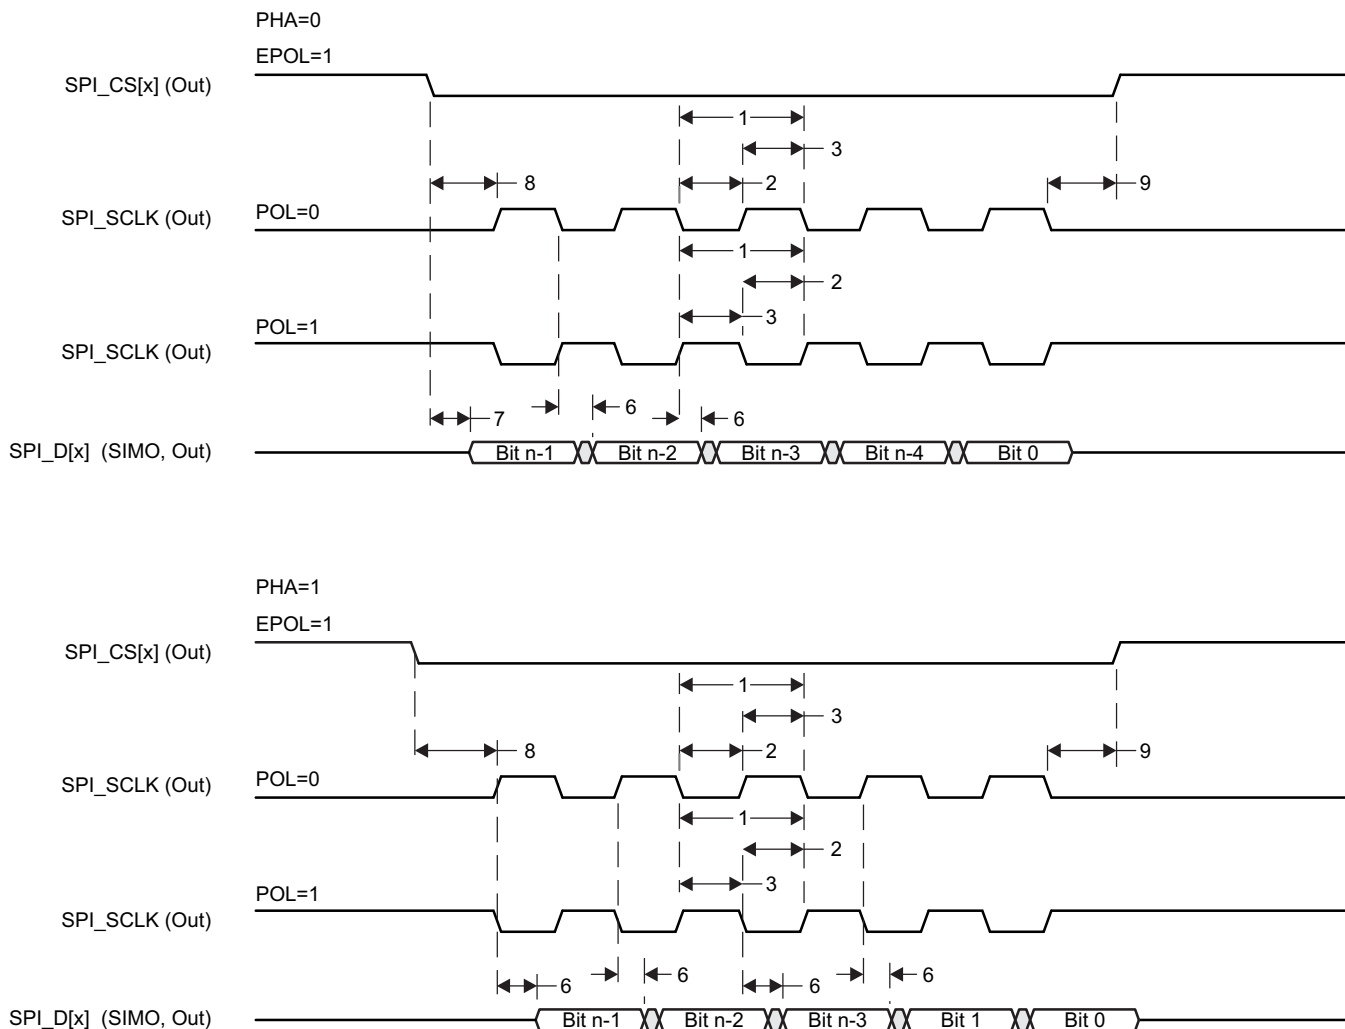 PHA=0
EPOL=1
SPI_CS[x] (Out)
1
3
8 2 9
POL=0
SPI_SCLK (Out)
1
2
POL=1 3
SPI_SCLK (Out)
7 6 6
SPI_D[x] (SIMO, Out) Bit n-1 Bit n-2 Bit n-3 Bit n-4 Bit 0
PHA=1
EPOL=1
SPI_CS[x] (Out)
1
3
8 2 9
POL=0
SPI_SCLK (Out)
1
2
POL=1 3
SPI_SCLK (Out)
6 6 6 6
SPI_D[x] (SIMO, Out) Bit n-1 Bit n-2 Bit n-3 Bit 1 Bit 0